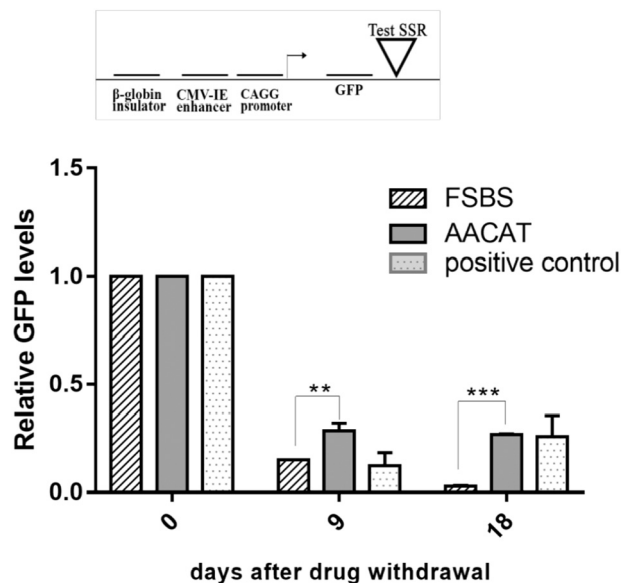 Test SSR
β-globin
insulator
CMV-IE
enhancer
CAGG
promoter
GFP
Relative GFP levels
1.5
1.0
0.5
0.0
FSBS
AACAT
positive control
**
***
0
9
18
days after drug withdrawal